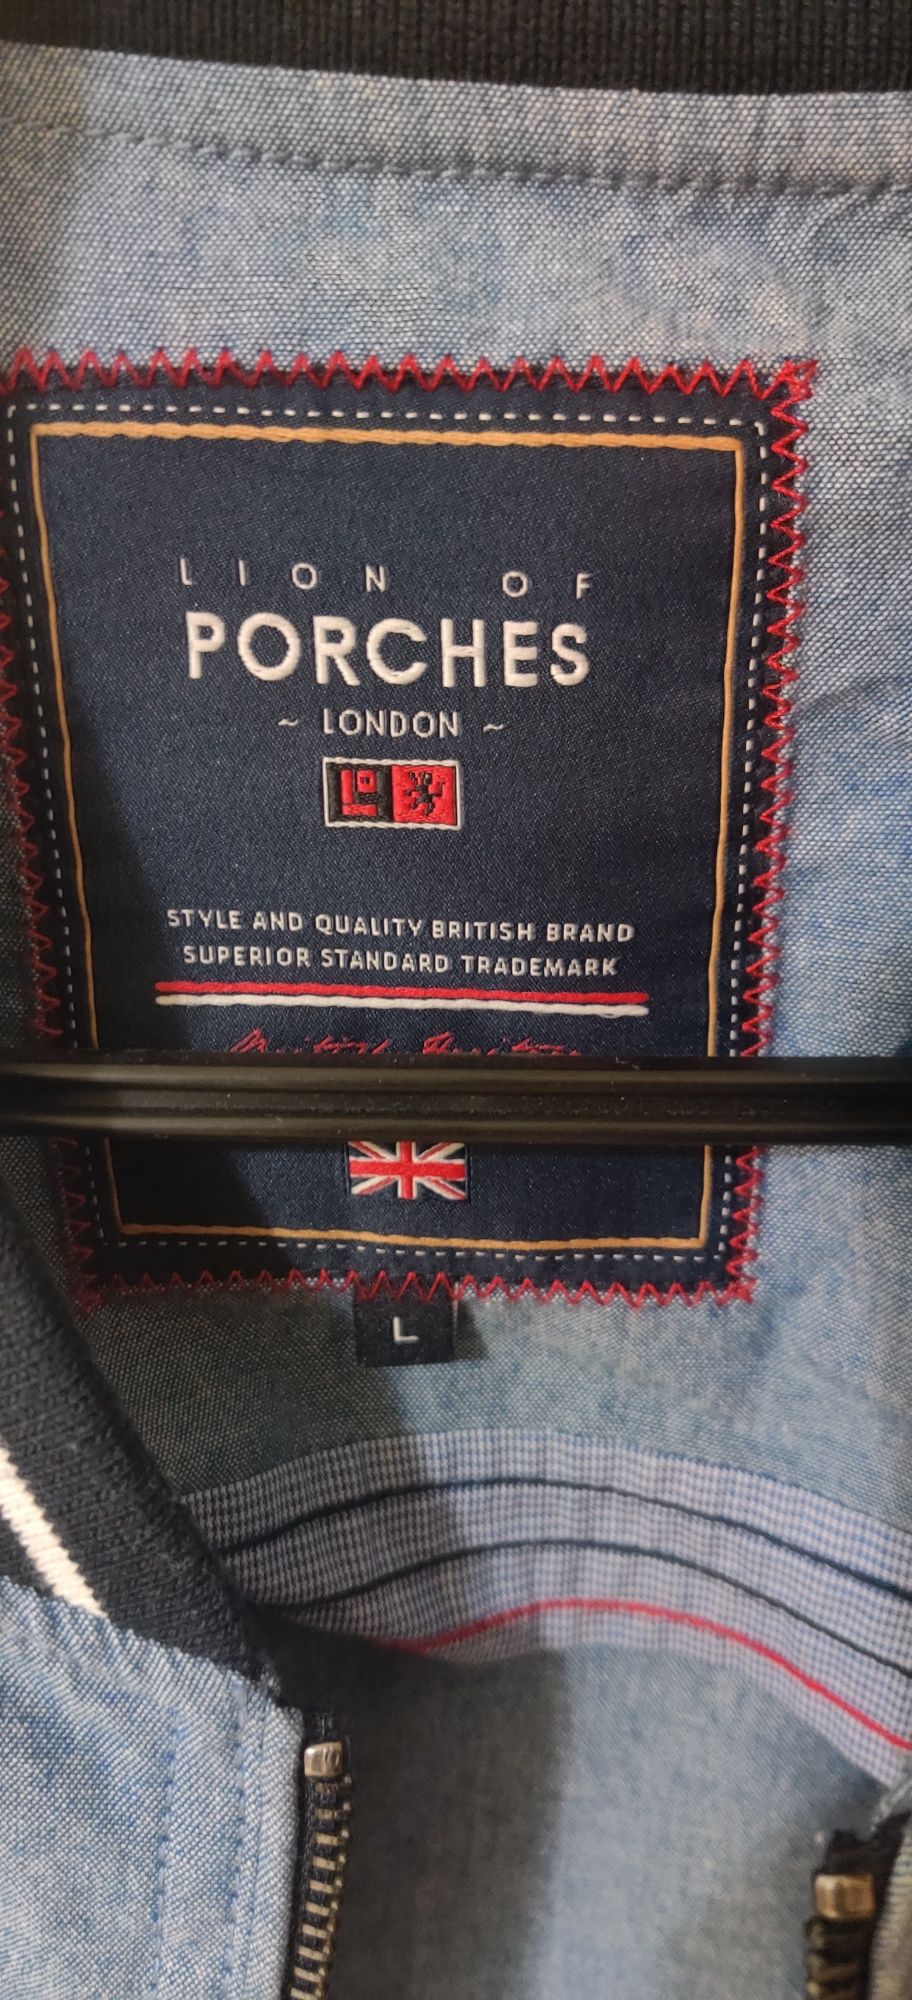 LION OF
PORCHES
~ LONDON ~
STYLE AND QUALITY BRITISH BRAND
SUPERIOR STANDARD TRADEMARK
L